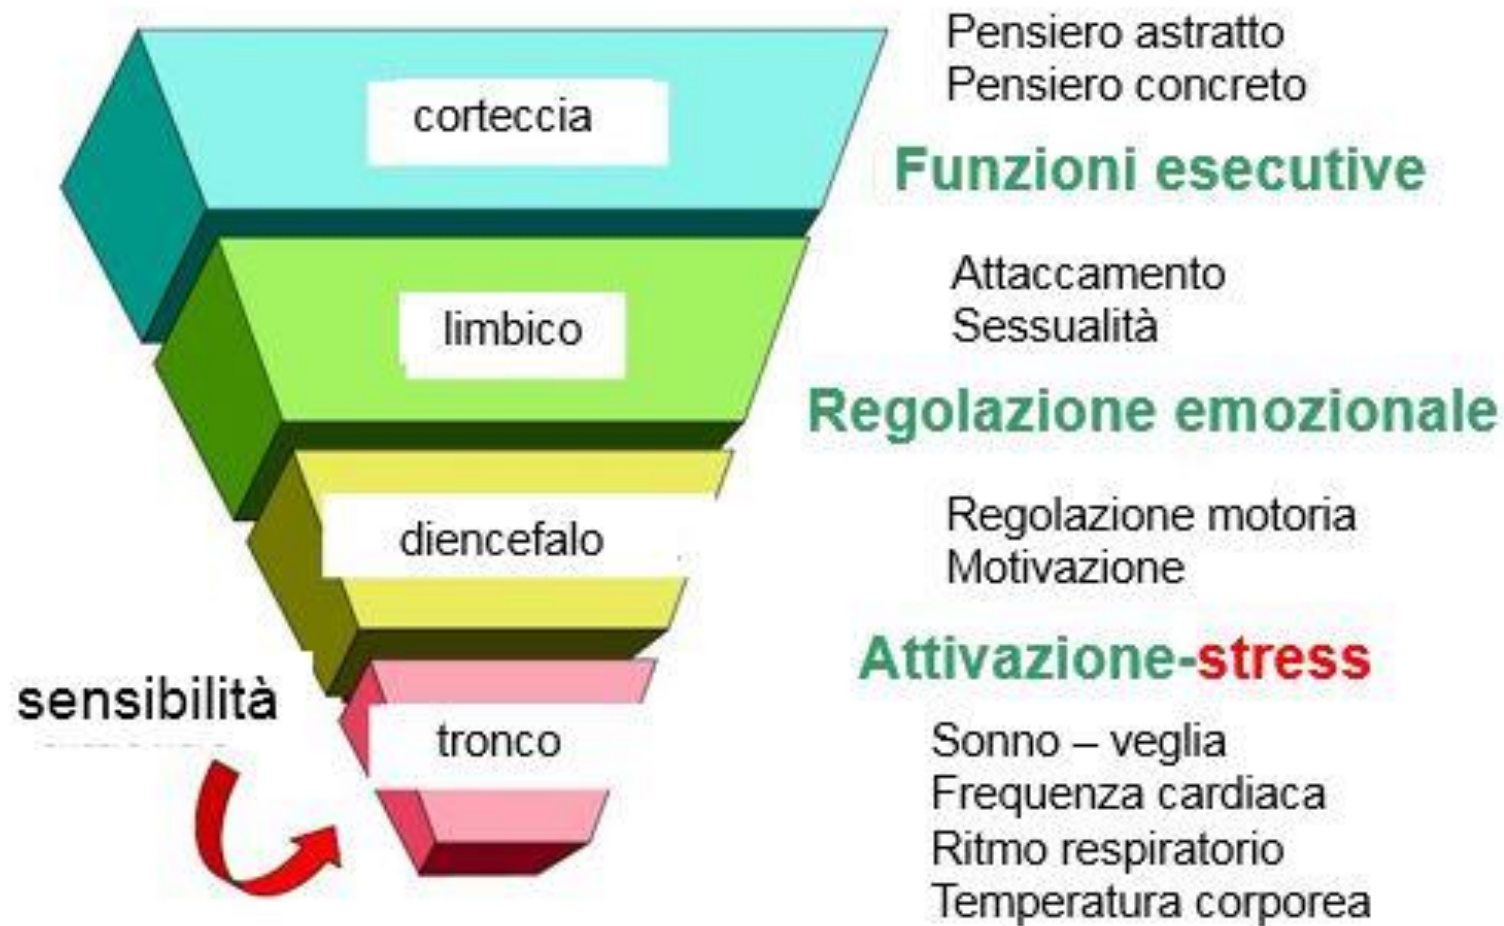 corteccia
Pensiero astratto
Pensiero concreto
Funzioni esecutive
limbico
Attaccamento
Sessualità
Regolazione emozionale
diencefalo
Regolazione motoria
Motivazione
Attivazione-stress
sensibilità
tronco
Sonno – veglia
Frequenza cardiaca
Ritmo respiratorio
Temperatura corporea